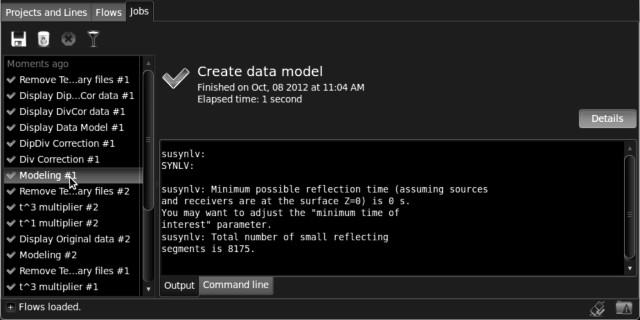 Projects and Lines Flows Jobs
Moments ago
Remove Te...ary files #1
Display Dip...Cor data #1
Display DivCor data #1
Display Data Model #1
DipDiv Correction #1
Div Correction #1
Modeling #1
Remove Te...ary files #2
t^3 multiplier #2
t^1 multiplier #2
Display Original data #2
Modeling #2
Remove Te...ary files #1
t^3 multiplier #1
Create data model
Finished on Oct, 08 2012 at 11:04 AM
Elapsed time: 1 second
Details
susynlv:
SYNLV:
susynlv: Minimum possible reflection time (assuming sources
and receivers are at the surface Z=0) is 0 s.
You may want to adjust the "minimum time of
interest" parameter.
susynlv: Total number of small reflecting
segments is 8175.
Output Command line
Flows loaded.